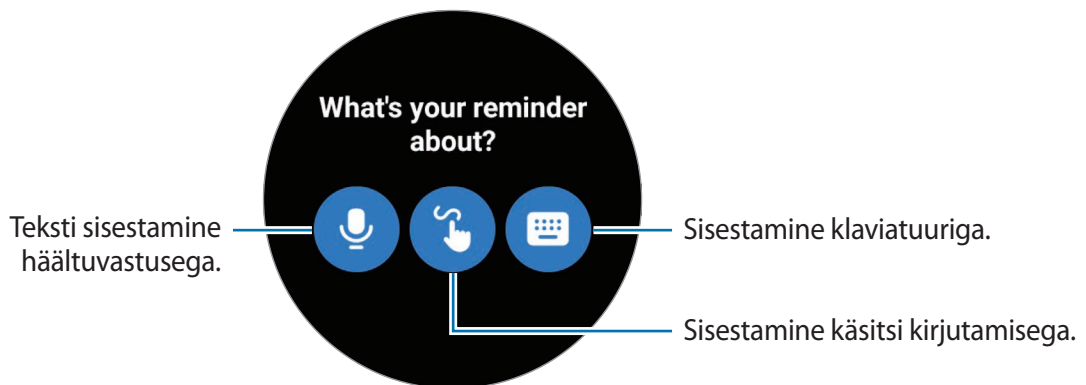 What's your reminder
about?
Teksti sisestamine
häältuvastusega.
Sisestamine klaviatuuriga.
Sisestamine käsitsi kirjutamisega.